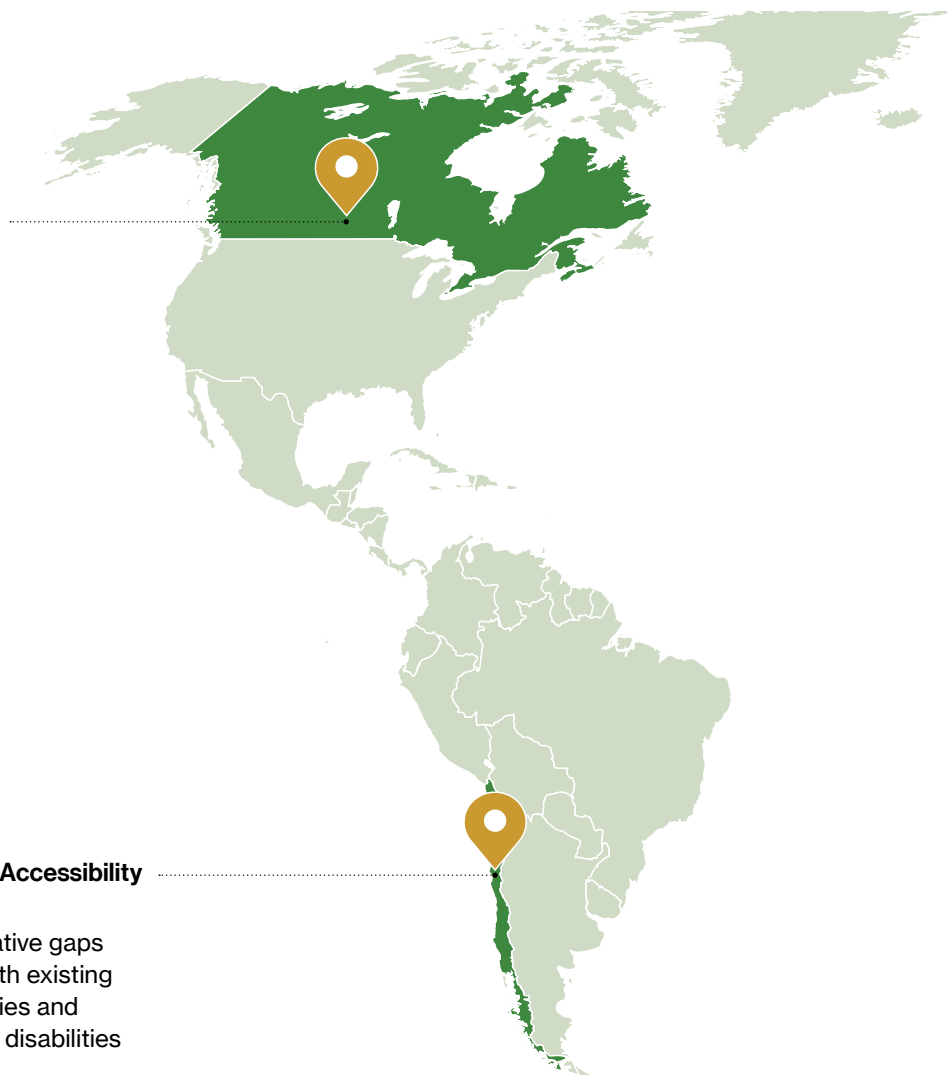 Accessibility
ative gaps
th existing
ies and
disabilities